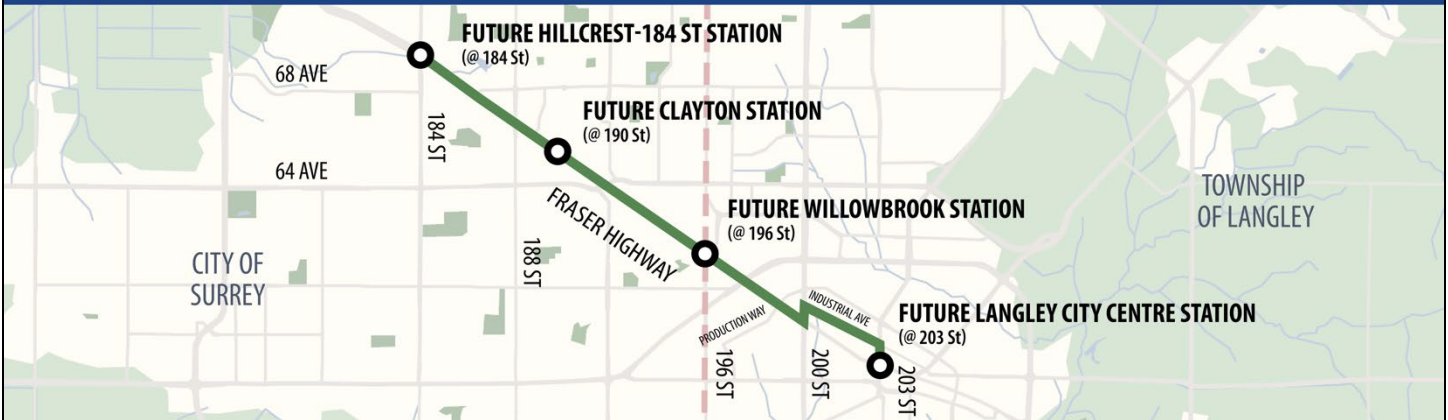 FUTURE HILLCREST-184 ST STATION
(@ 184 St)
68 AVE
FUTURE CLAYTON STATION
(@ 190 St)
184 ST
64 AVE
TOWNSHIP
OF LANGLEY
FRASER HIGHWAY
FUTURE WILLOWBROOK STATION
(@ 196 St)
188 ST
CITY OF
SURREY
INDUSTRIAL AVE
PRODUCTION WAY
FUTURE LANGLEY CITY CENTRE STATION
(@ 203 St)
196 ST
200 ST
203 ST